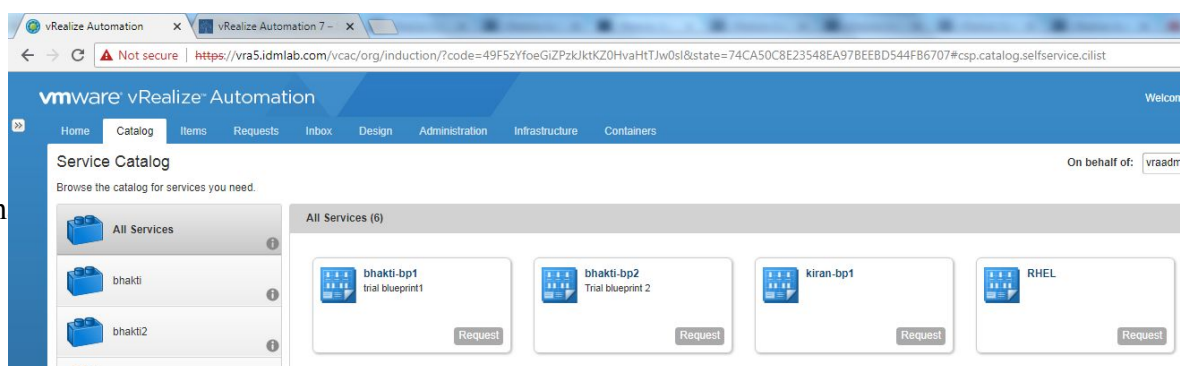 vRealize Automation × vRealize Automation 7 – ×
Not secure | https://vra5.idmlab.com/vcac/org/induction/?code=49F5zYfoeGiZPzkJktKZ0HvaHtTJw0sI&state=74CA50C8E23548EA97BEEBD544FB6707#csp.catalog.selfservice.cilist
vmware vRealize™ Automation
Welcon
Home Catalog Items Requests Inbox Design Administration Infrastructure Containers
Service Catalog
On behalf of: vraadm
Browse the catalog for services you need.
n
All Services
All Services (6)
bhakti-bp1 bhakti-bp2 kiran-bp1 RHEL
trial blueprint1 Trial blueprint 2
bhakti
bhakti2
Request Request Request Request